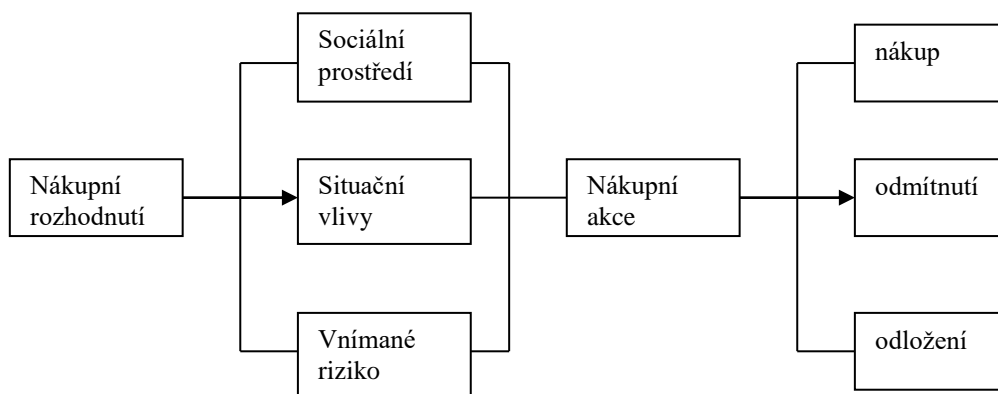 Sociální
prostředí
nákup
Nákupní
rozhodnutí
Situační
vlivy
Nákupní
akce
odmítnutí
Vnímané
riziko
odložení